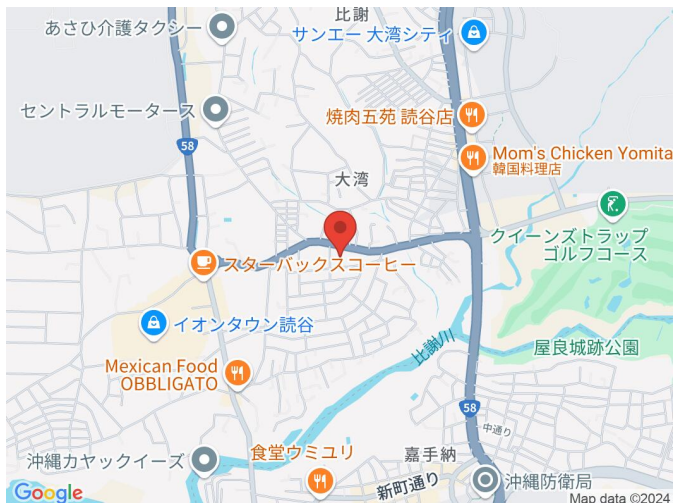 比謝
あさひ介護タクシー
サンエー 大湾シティ
セントラルモータース
焼肉五苑 読谷店
58
Mom's Chicken Yomita
韓国料理店
大湾
クイーンズトラップ
ゴルフコース
スターバックスコーヒー
イオンタウン読谷
比謝川
屋良城跡公園
Mexican Food
OBBLIGATO
58
中通り
沖縄カヤックイーズ
食堂ウミユリ
嘉手納
新町通り
沖縄防衛局
Google
Map data ©2024